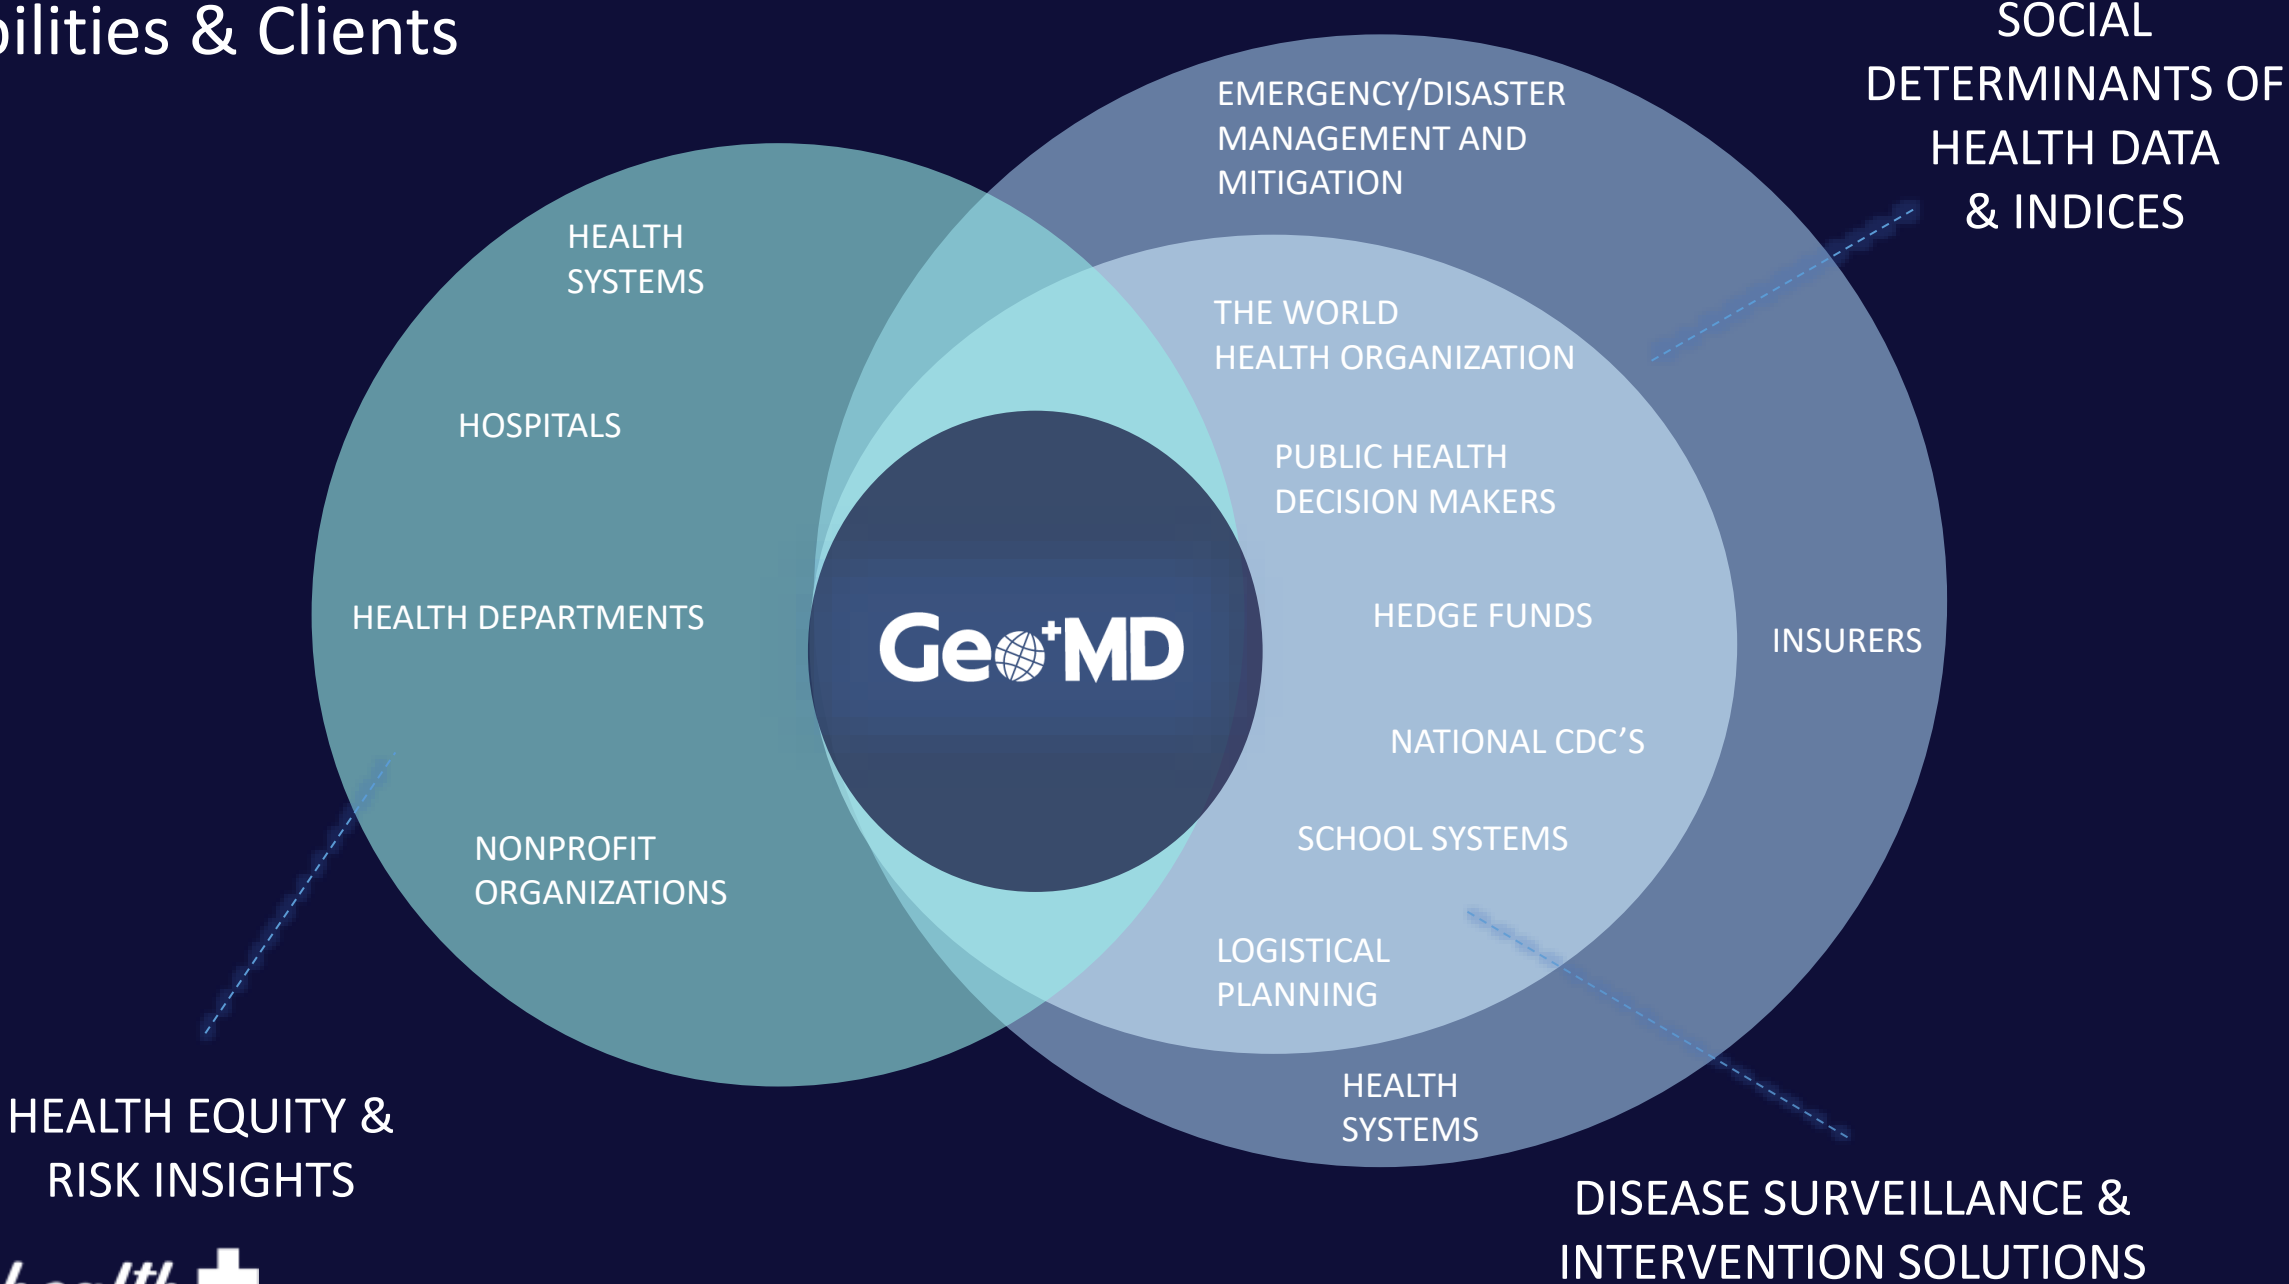 & Clients
SOCIAL
DETERMINANTS OF
HEALTH DATA
& INDICES
EMERGENCY/DISASTER
MANAGEMENT AND
MITIGATION
HEALTH
SYSTEMS
HOSPITALS
HEALTH DEPARTMENTS
NONPROFIT
ORGANIZATIONS
GeoMD
THE WORLD
HEALTH ORGANIZATION
PUBLIC HEALTH
DECISION MAKERS
HEDGE FUNDS
INSURERS
NATIONAL CDC’S
SCHOOL SYSTEMS
LOGISTICAL
PLANNING
HEALTH
SYSTEMS
HEALTH EQUITY &
RISK INSIGHTS
DISEASE SURVEILLANCE &
INTERVENTION SOLUTIONS
health